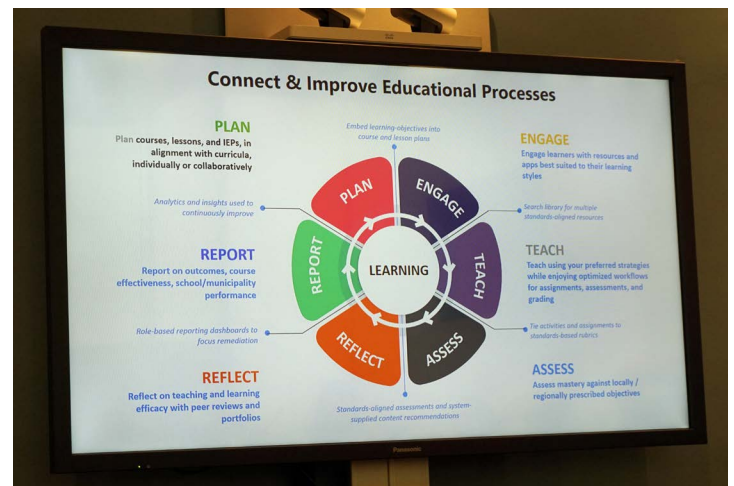 Connect & Improve Educational Processes
PLAN
Plan courses, lessons, and IEPs, in
alignment with curricula,
individually or collaboratively
Embed learning-objectives into
course and lesson plans
ENGAGE
Engage learners with resources and
apps best suited to their learning
styles
Analytics and insights used to
continuously improve
Search library for multiple
standards-aligned resources
PLAN
ENGAGE
TEACH
ASSESS
REFLECT
REPORT
LEARNING
REPORT
Report on outcomes, course
effectiveness, school/municipality
performance
TEACH
Teach using your preferred strategies
while enjoying optimized workflows
for assignments, assessments, and
grading
Role-based reporting dashboards to
focus remediation
Tie activities and assignments to
standards-based rubrics
REFLECT
Reflect on teaching and learning
efficacy with peer reviews and
portfolios
Standards-aligned assessments and system-
supplied content recommendations
ASSESS
Assess mastery against locally /
regionally prescribed objectives
Panasonic